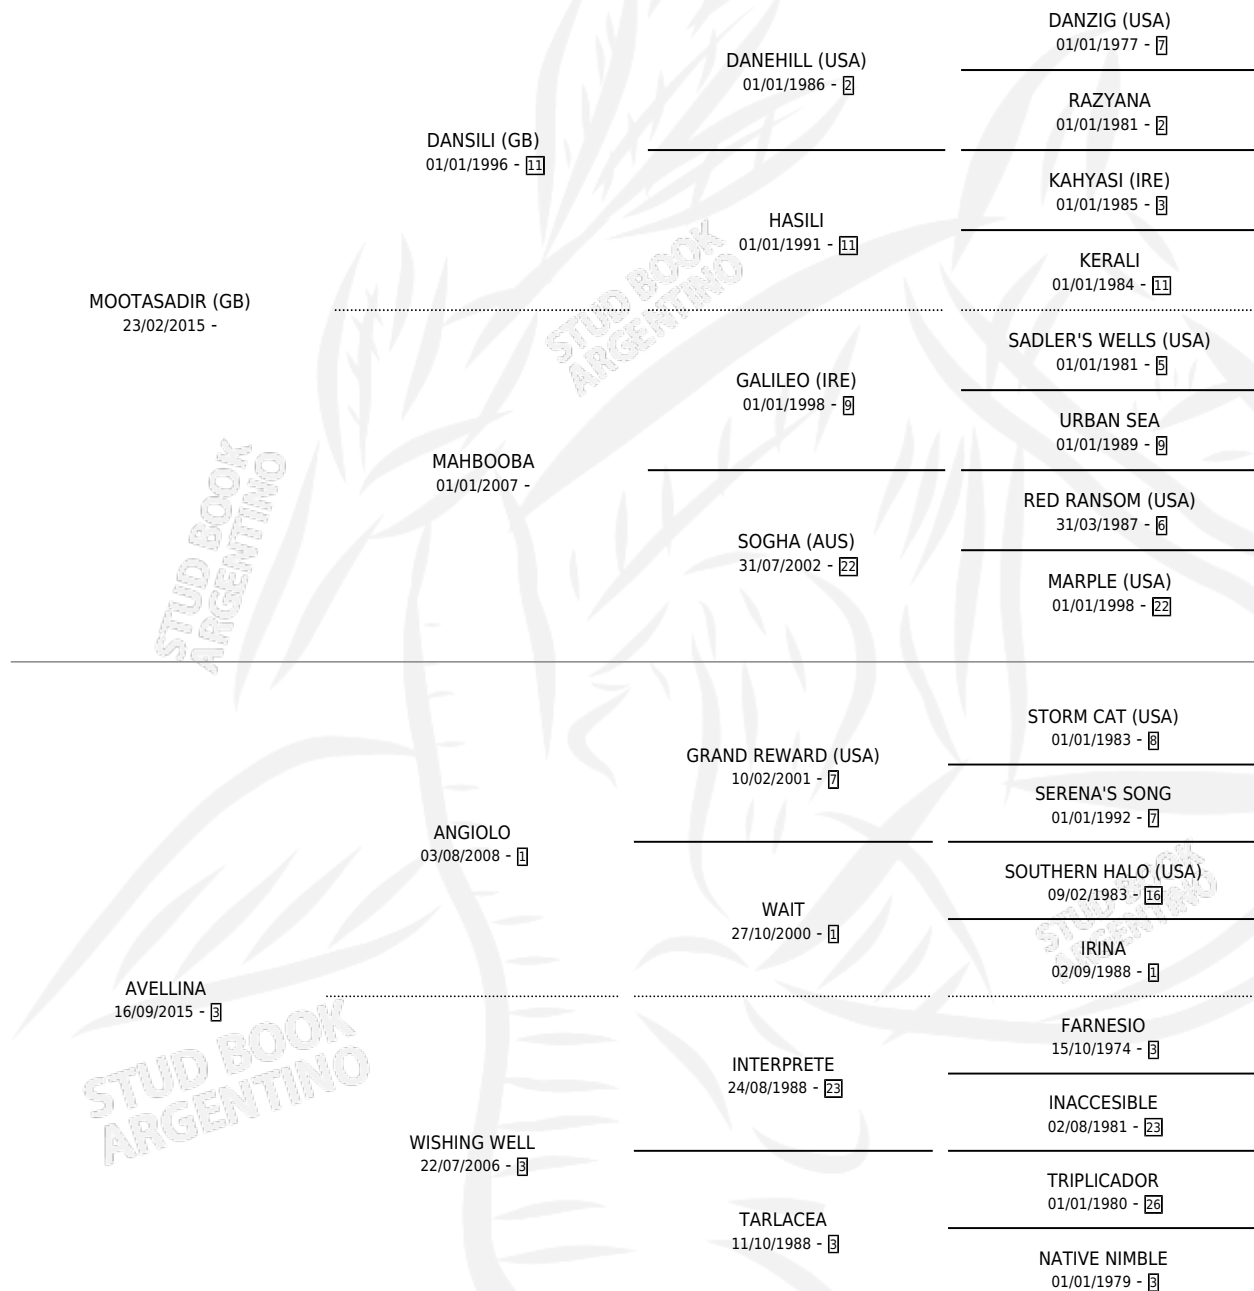 DANZIG (USA)
01/01/1977 - 7
DANEHILL (USA)
01/01/1986 - 2
RAZYANA
01/01/1981 - 2
DANSILI (GB)
01/01/1996 - 11
KAHYASI (IRE)
01/01/1985 - 3
HASILI
01/01/1991 - 11
KERALI
01/01/1984 - 11
MOOTASADIR (GB)
23/02/2015 -
SADLER'S WELLS (USA)
01/01/1981 - 5
GALILEO (IRE)
01/01/1998 - 9
URBAN SEA
01/01/1989 - 9
MAHBOOBA
01/01/2007 -
RED RANSOM (USA)
31/03/1987 - 6
SOGHA (AUS)
31/07/2002 - 22
MARPLE (USA)
01/01/1998 - 22
STUD BOOK
ARGENTINO
STUD BOOK
ARGENTINO
STORM CAT (USA)
01/01/1983 - 8
GRAND REWARD (USA)
10/02/2001 - 7
SERENA'S SONG
01/01/1992 - 7
ANGIOLO
03/08/2008 - 1
SOUTHERN HALO (USA)
09/02/1983 - 16
WAIT
27/10/2000 - 1
IRINA
02/09/1988 - 1
AVELLINA
16/09/2015 - 3
FARNESIO
15/10/1974 - 3
INTERPRETE
24/08/1988 - 23
INACCESIBLE
02/08/1981 - 23
WISHING WELL
22/07/2006 - 3
TRIPLICADOR
01/01/1980 - 26
TARLACEA
11/10/1988 - 3
NATIVE NIMBLE
01/01/1979 - 3
STUD BOOK
ARGENTINO
STUD BOOK
ARGENTINO